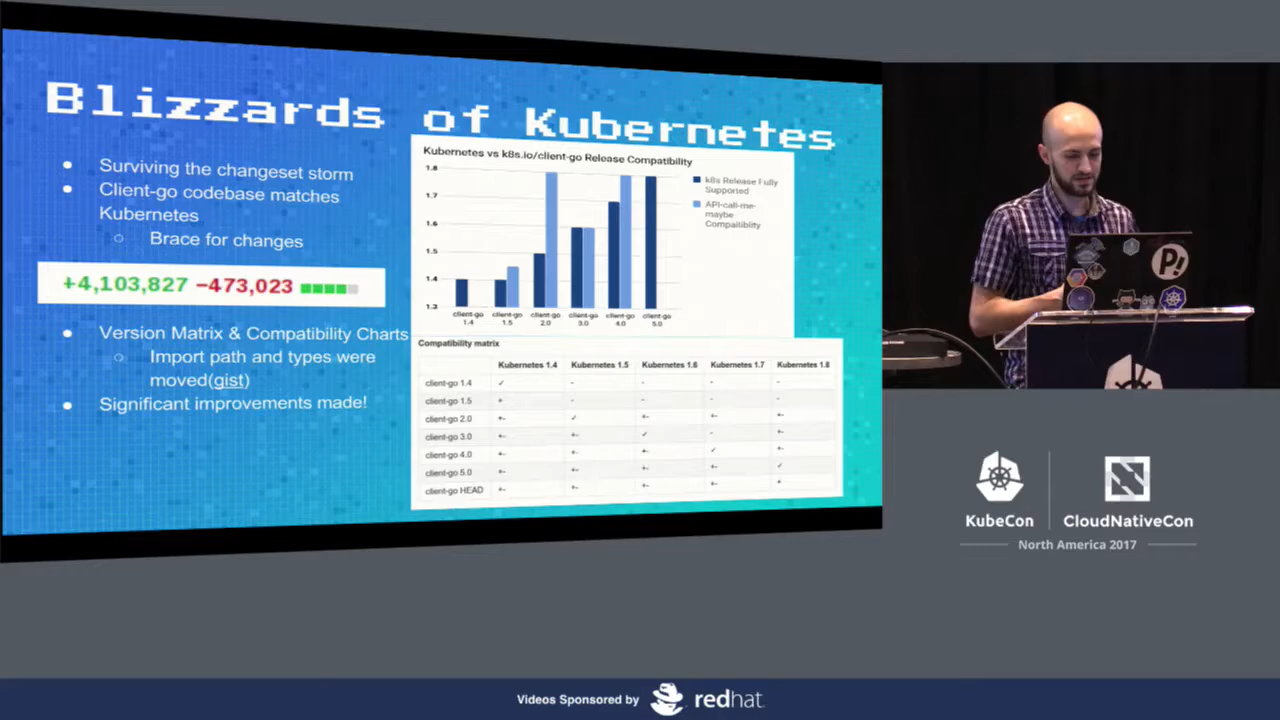 Blizzards of Kubernetes
Surviving the changeset storm
Client-go codebase matches
Kubernetes
Brace for changes
+4,103,827 −473,023
Version Matrix & Compatibility Charts
Import path and types were
moved(gist)
Significant improvements made!
Kubernetes vs k8s.io/client-go Release Compatibility
1.8
1.7
1.6
1.5
1.4
1.3
client-go 1.4
client-go 1.5
client-go 2.0
client-go 3.0
client-go 4.0
client-go 5.0
k8s Release Fully
Supported
API-call-me-
maybe
Compaitiblity
Compatibility matrix
Kubernetes 1.4 Kubernetes 1.5 Kubernetes 1.6 Kubernetes 1.7 Kubernetes 1.8
client-go 1.4 ✓ - - - -
client-go 1.5 + - - - -
client-go 2.0 +- ✓ +- +- +-
client-go 3.0 +- +- ✓ - +-
client-go 4.0 +- +- +- ✓ +-
client-go 5.0 +- +- +- +- ✓
client-go HEAD +- +- +- +- +
P!
KubeCon
CloudNativeCon
North America 2017
Videos Sponsored by
redhat.